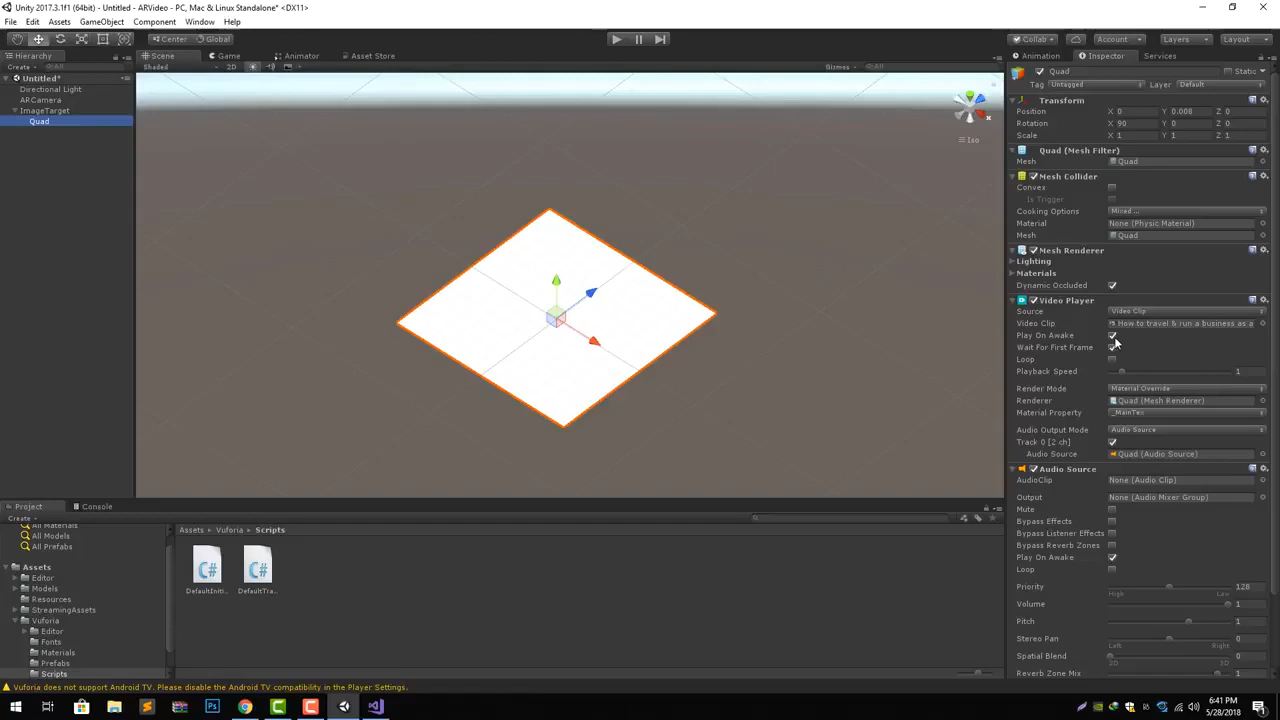 Unity 2017.3.1f1 (64bit) - Untitled - ARVideo - PC, Mac & Linux Standalone* <DX11>
File Edit Assets GameObject Component Window Help
Center Global Collab Account Layers Layout
Hierarchy Scene Game Animator Asset Store Animation Inspector Services
Create All Shaded 2D Gizmos All Quad Static
Untitled*
Tag Untagged Layer Default
Directional Light
ARCamera
ImageTarget
Quad
Iso
Transform
Position X 0 Y 0.008 Z 0
Rotation X 90 Y 0 Z 0
Scale X 1 Y 1 Z 1
Quad (Mesh Filter)
Mesh Quad
Mesh Collider
Convex
Is Trigger
Cooking Options Mixed ...
Material None (Physic Material)
Mesh Quad
Mesh Renderer
Lighting
Materials
Dynamic Occluded
Video Player
Source Video Clip
Video Clip How to travel & run a business as a
Play On Awake
Wait For First Frame
Loop
Playback Speed 1
Render Mode Material Override
Renderer Quad (Mesh Renderer)
Material Property _MainTex
Audio Output Mode Audio Source
Track 0 [2 ch]
Audio Source Quad (Audio Source)
Audio Source
AudioClip None (Audio Clip)
Output None (Audio Mixer Group)
Mute
Bypass Effects
Bypass Listener Effects
Bypass Reverb Zones
Play On Awake
Loop
Priority 128
High Low
Volume 1
Pitch 1
Stereo Pan 0
Left Right
Spatial Blend 0
2D 3D
Reverb Zone Mix 1
Project Console
Create
All Materials
All Models
All Prefabs
Assets
Editor
Models
Resources
StreamingAssets
Vuforia
Editor
Fonts
Materials
Prefabs
Scripts
Assets Vuforia Scripts
C# C#
DefaultIniti... DefaultTra...
Vuforia does not support Android TV. Please disable the Android TV compatibility in the Player Settings.
6:41 PM
5/28/2018